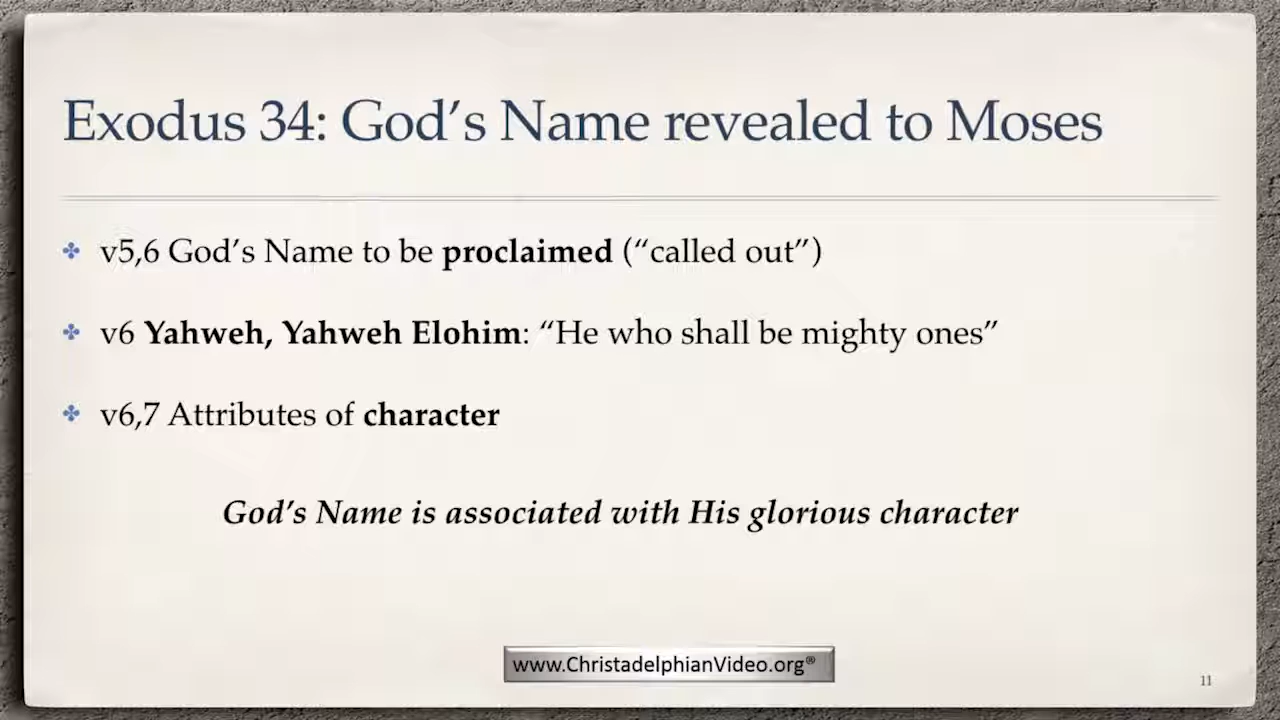 Exodus 34: God’s Name revealed to Moses
v5,6 God’s Name to be proclaimed (“called out”)
v6 Yahweh, Yahweh Elohim: “He who shall be mighty ones”
v6,7 Attributes of character
God’s Name is associated with His glorious character
www.ChristadelphianVideo.org®
11